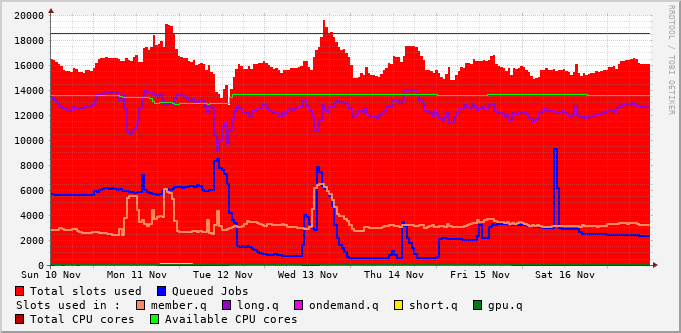 RRDTOOL / TOBI OETIKER
20000
18000
16000
14000
12000
10000
8000
6000
4000
2000
0
Sun 10 Nov Mon 11 Nov Tue 12 Nov Wed 13 Nov Thu 14 Nov Fri 15 Nov Sat 16 Nov
Total slots used Queued Jobs
Slots used in : member.q long.q ondemand.q short.q gpu.q
Total CPU cores Available CPU cores